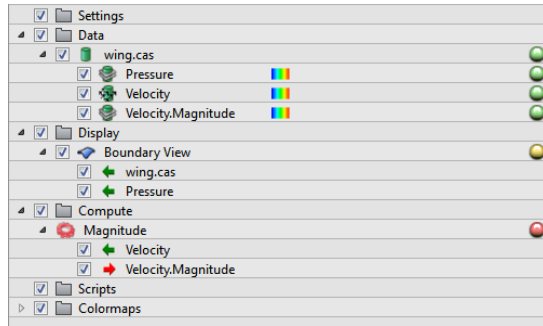 Settings
Data
wing.cas
Pressure
Velocity
Velocity.Magnitude
Display
Boundary View
wing.cas
Pressure
Compute
Magnitude
Velocity
Velocity.Magnitude
Scripts
Colormaps